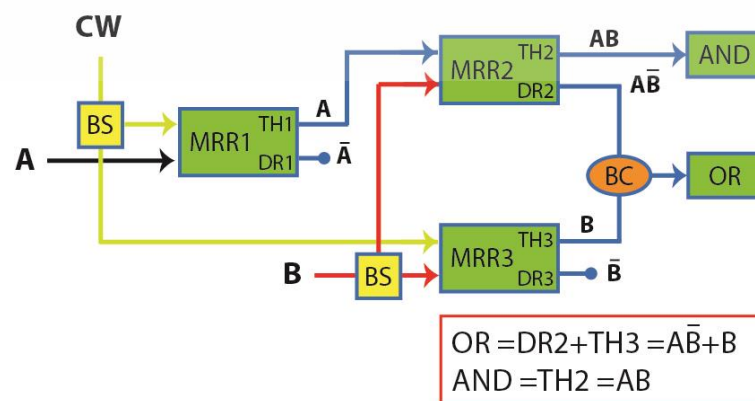 CW
BS
A
MRR1
TH1
DR1
A
Ā
MRR2
TH2
DR2
AB
AB̅
AND
BC
OR
B
BS
MRR3
TH3
DR3
B
B̅
OR =DR2+TH3 =AB̅+B
AND =TH2 =AB